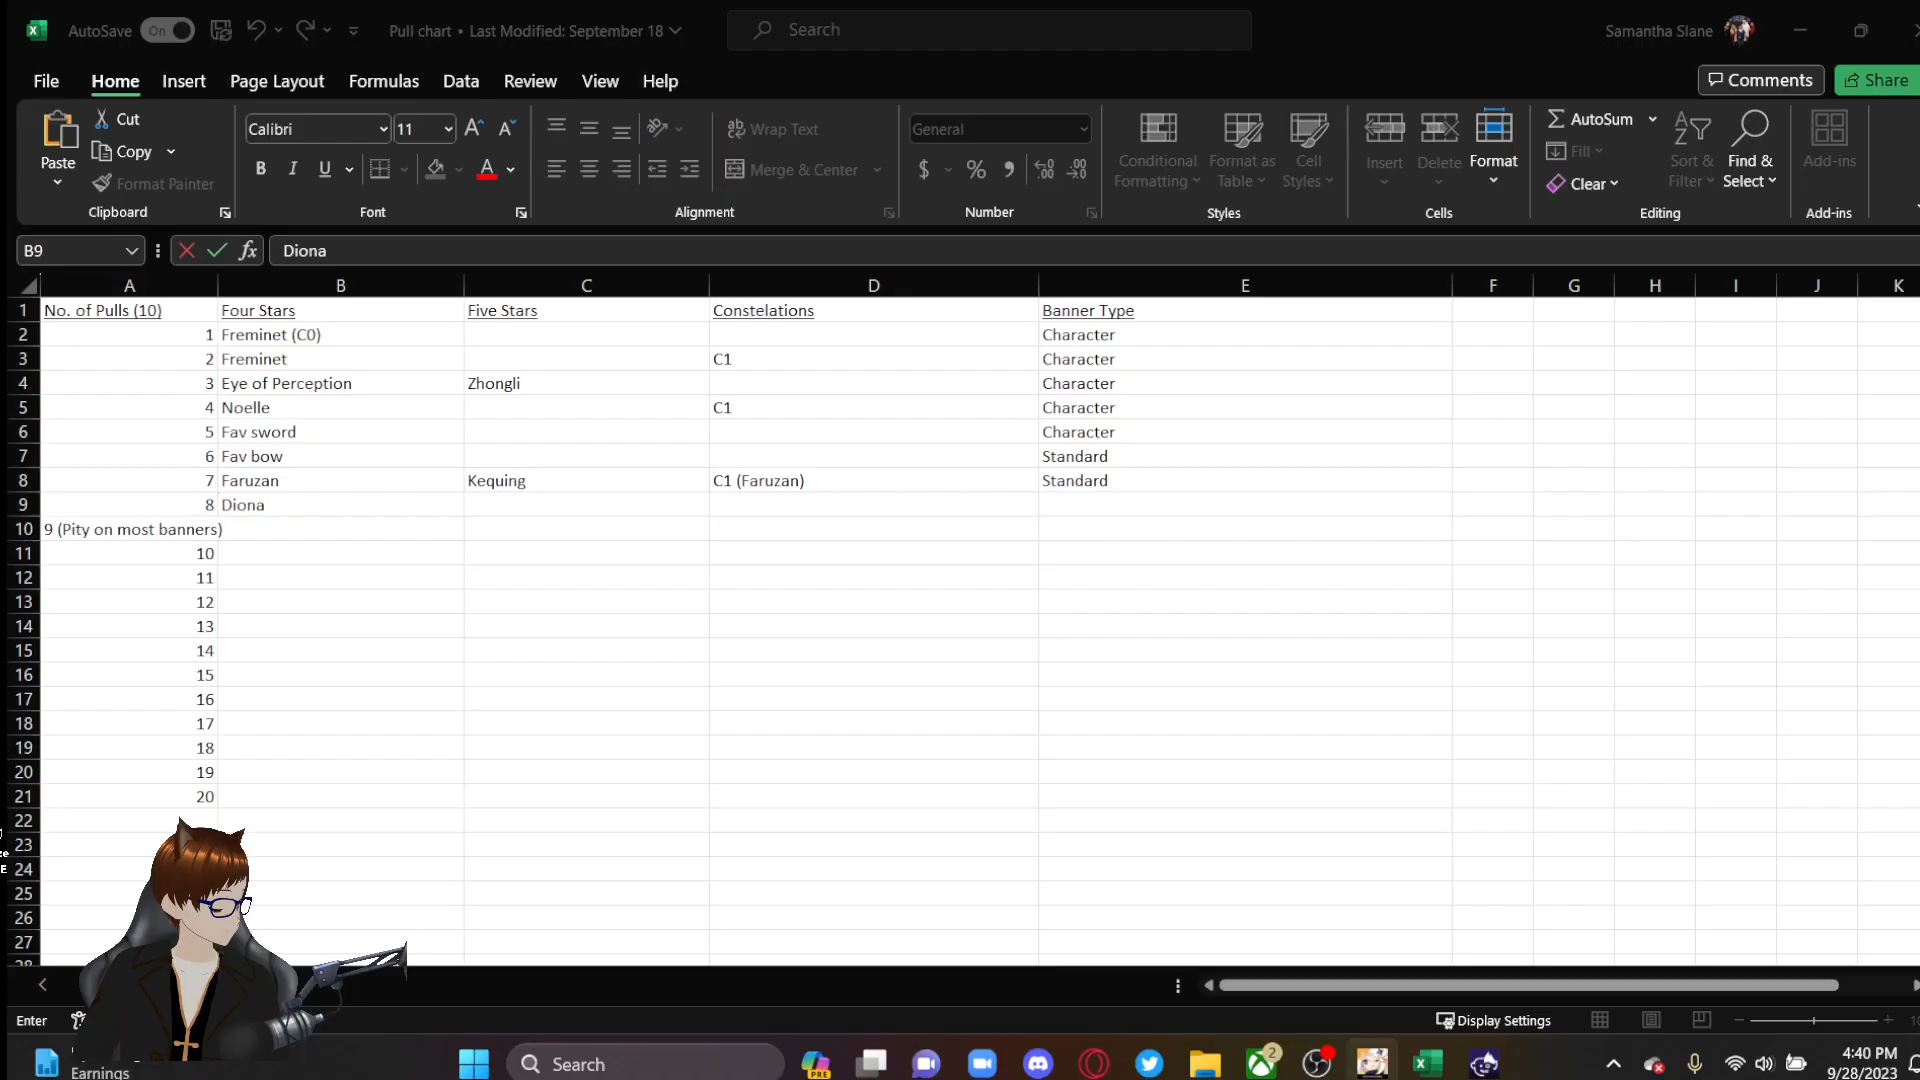 AutoSave On Pull chart • Last Modified: September 18 Search Samantha Slane
File Home Insert Page Layout Formulas Data Review View Help Comments Share
Paste Cut Copy Format Painter Clipboard
Calibri 11 B I U A Font
Wrap Text Merge & Center Alignment
General $ % Number
Conditional Formatting Format as Table Cell Styles Styles
Insert Delete Format Cells
AutoSum Fill Clear Sort & Filter Find & Select Editing
Add-ins Add-ins
B9 fx Diona
A B C D E F G H I J K
1 No. of Pulls (10) Four Stars Five Stars Constelations Banner Type
2 1 Freminet (C0) Character
3 2 Freminet C1 Character
4 3 Eye of Perception Zhongli Character
5 4 Noelle C1 Character
6 5 Fav sword Character
7 6 Fav bow Standard
8 7 Faruzan Kequing C1 (Faruzan) Standard
9 8 Diona
10 9 (Pity on most banners)
11 10
12 11
13 12
14 13
15 14
16 15
17 16
18 17
19 18
20 19
21 20
22
23
24
25
26
27
Enter Display Settings
Earnings Search PRE 2 4:40 PM
9/28/2023